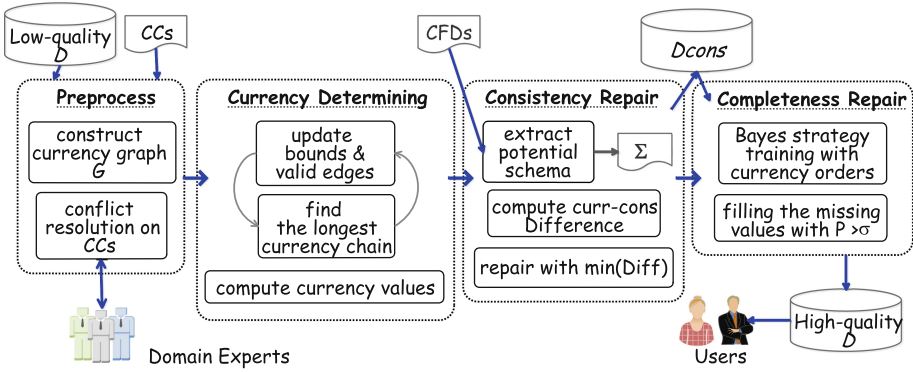 Low-quality
D
CCs
CFDs
Dcons
Preprocess
construct
currency graph
G
conflict
resolution on
CCs
Domain Experts
Currency Determining
update
bounds &
valid edges
find
the longest
currency chain
compute currency values
Consistency Repair
extract
potential
schema
Σ
compute curr-cons
Difference
repair with min(Diff)
Completeness Repair
Bayes strategy
training with
currency orders
filling the missing
values with P >σ
High-quality
D
Users